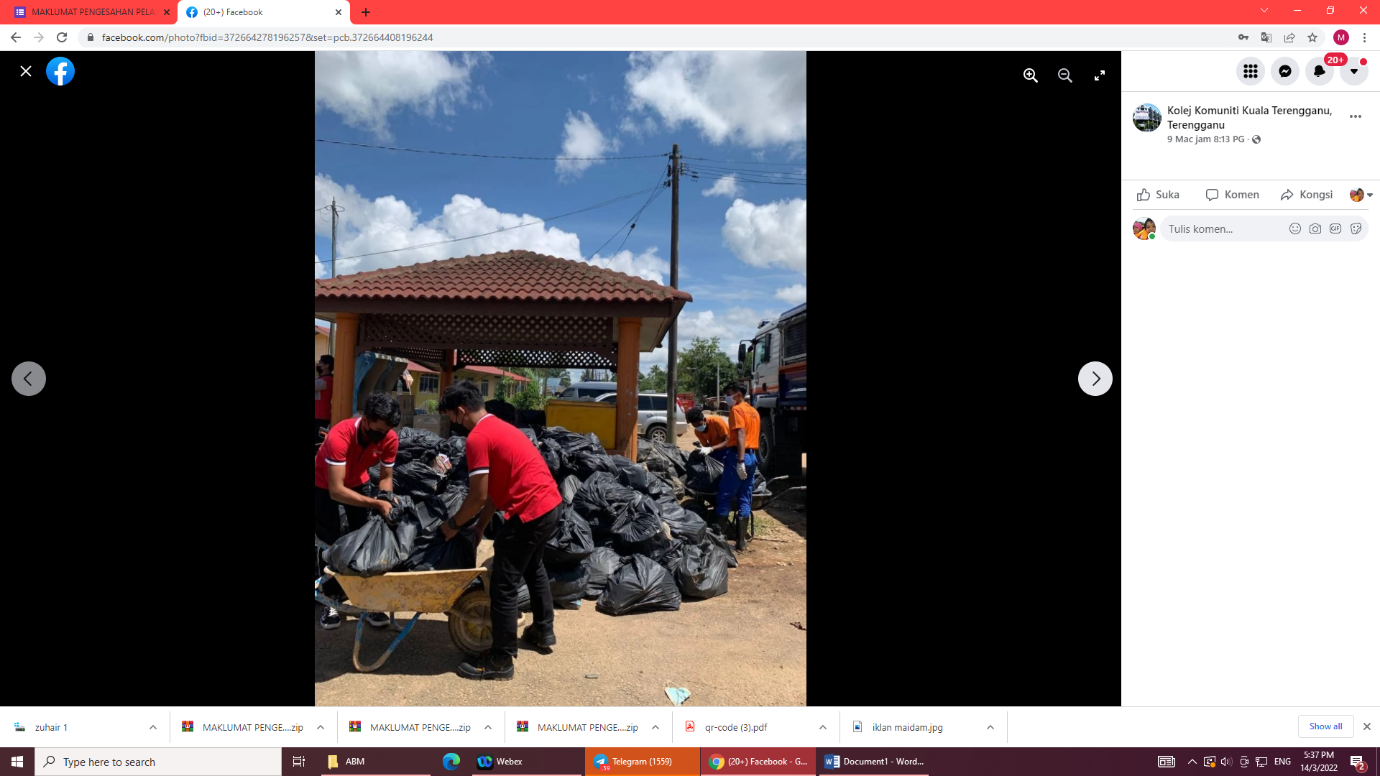 MAKLUMAT PENGESAHAN PELA
(20+) Facebook
facebook.com/photo?fbid=372664278196257&set=pcb.372664408196244
M
20+
Kolej Komuniti Kuala Terengganu,
Terengganu
9 Mac jam 8:13 PG
Suka
Komen
Kongsi
Tulis komen...
GIF
zuhair 1
MAKLUMAT PENGE....zip
MAKLUMAT PENGE....zip
MAKLUMAT PENGE....zip
qr-code (3).pdf
iklan maidam.jpg
Show all
Type here to search
ABM
Webex
59
Telegram (1559)
(20+) Facebook - G...
Document1 - Word...
ENG
5:37 PM
14/3/2022
2